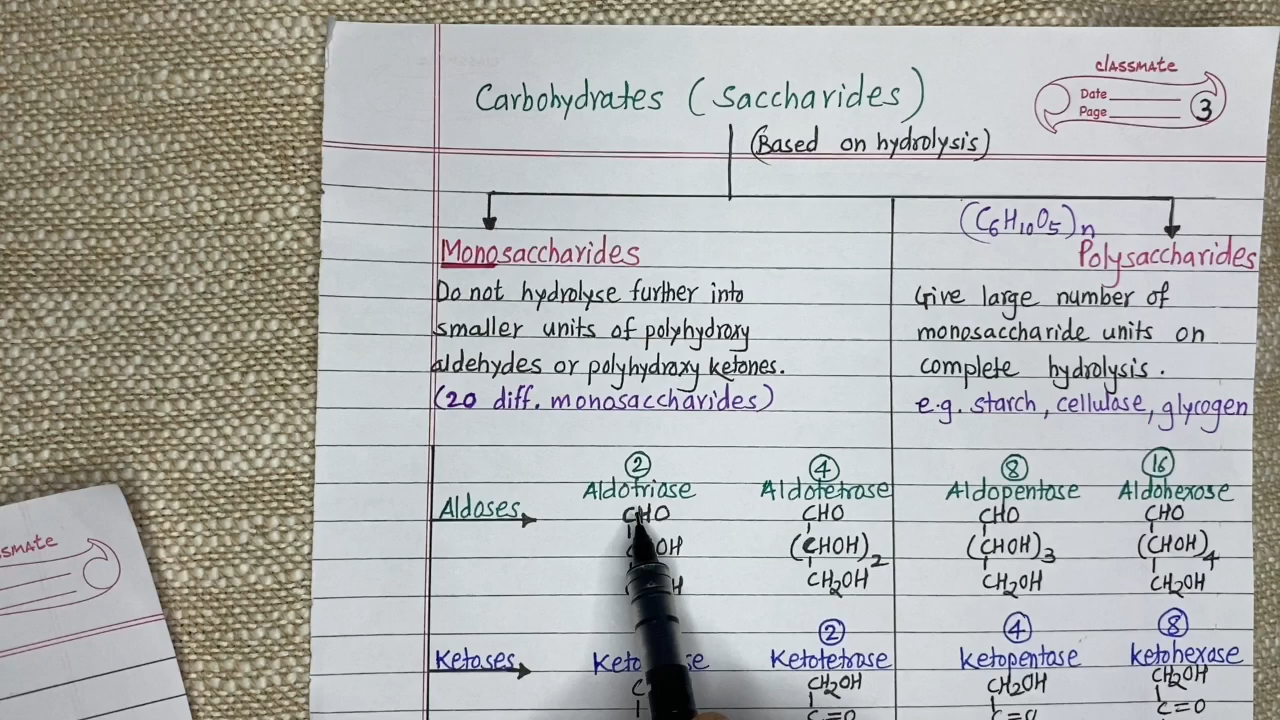 classmate
Date
Page
3
Carbohydrates (Saccharides)
(Based on hydrolysis)
(C6H10O5)n
Monosaccharides
Do not hydrolyse further into
smaller units of polyhydroxy
aldehydes or polyhydroxy ketones.
(20 diff. monosaccharides)
Polysaccharides
Give large number of
monosaccharide units on
complete hydrolysis.
e.g. starch, cellulase, glycogen
2 4 8 16
Aldoses Aldotriose Aldotetrose Aldopentose Aldohexose
CHO CHO CHO CHO
(CHOH)2 (CHOH)3 (CHOH)4
CH2OH CH2OH CH2OH
2 4 8
Ketoses Ketotetrose Ketopentose Ketohexose
CH2OH CH2OH CH2OH
C=O C=O C=O